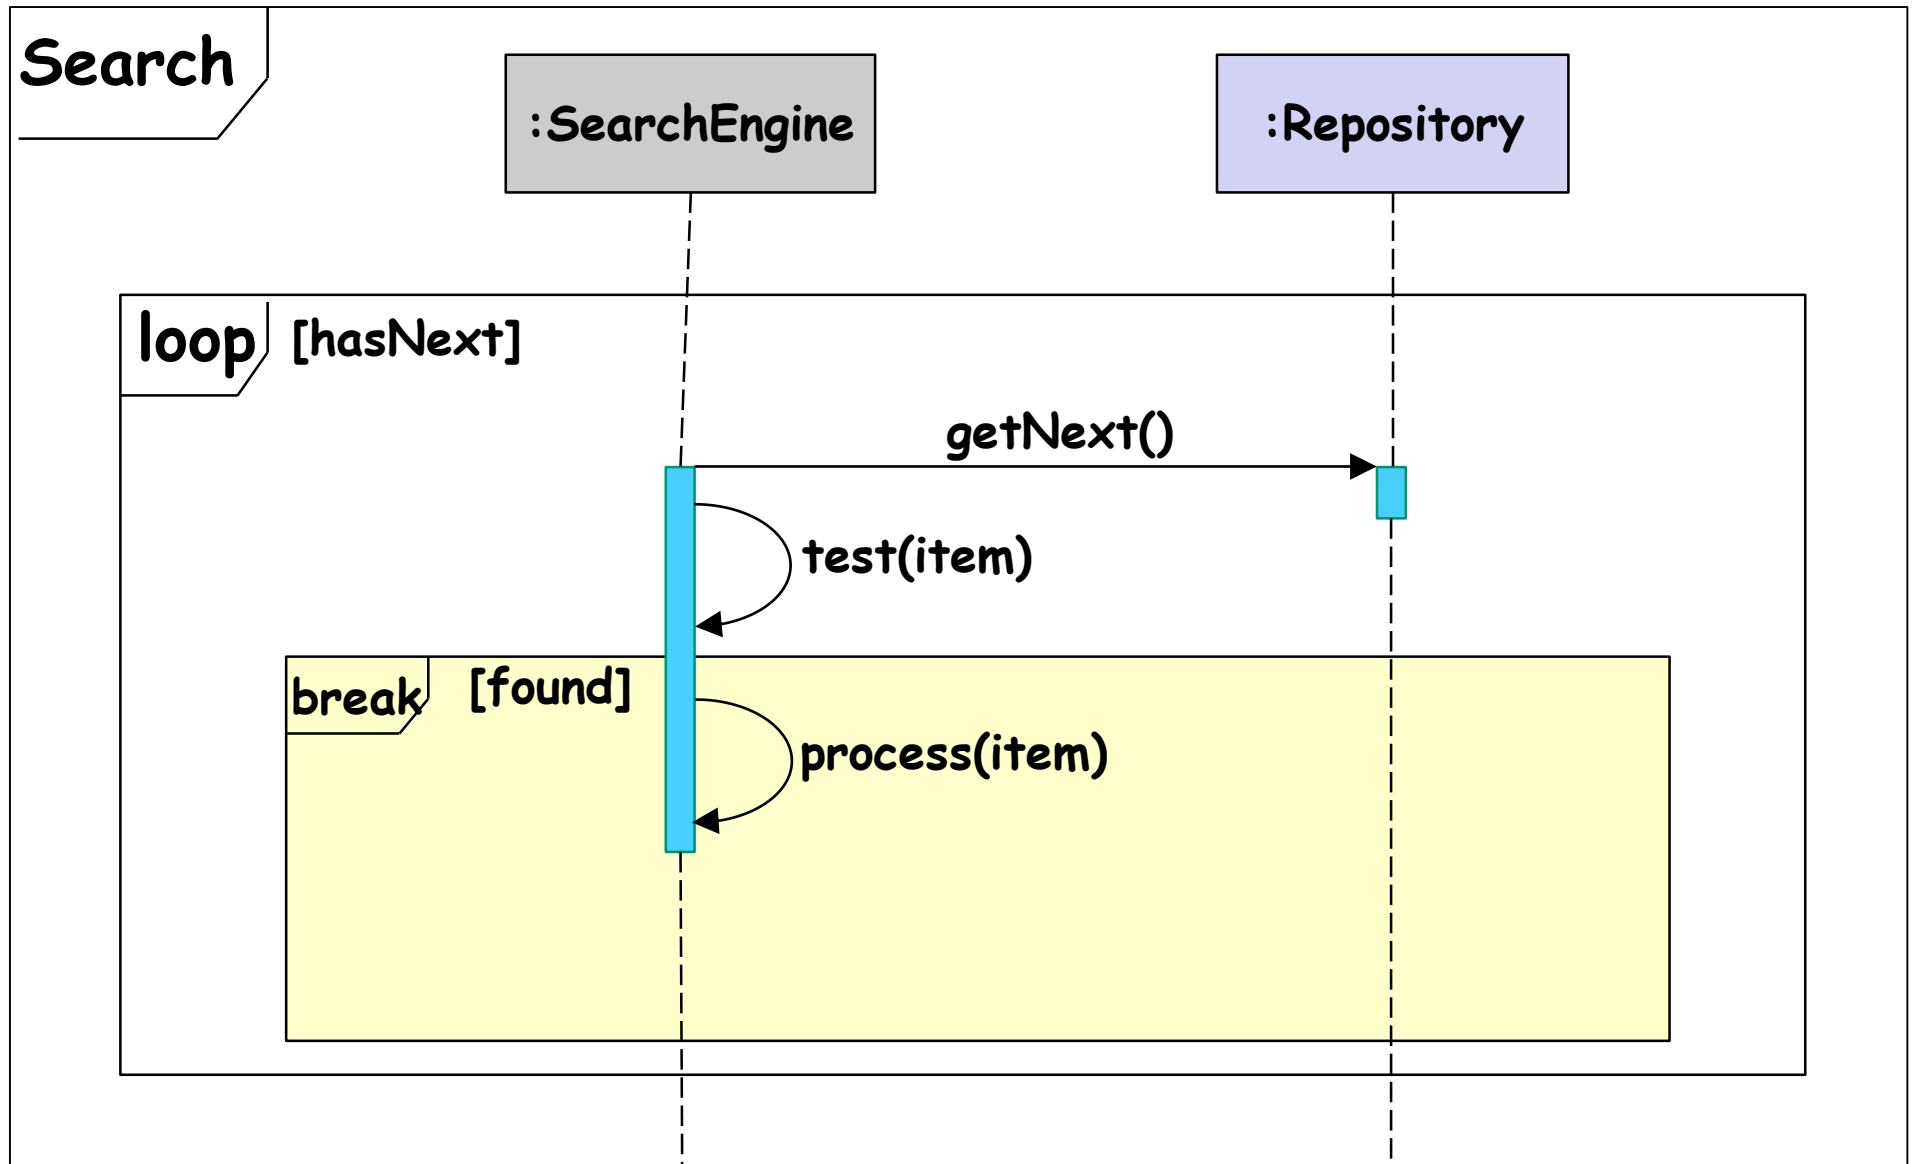 Search
:SearchEngine
:Repository
loop
[hasNext]
getNext()
test(item)
break
[found]
process(item)